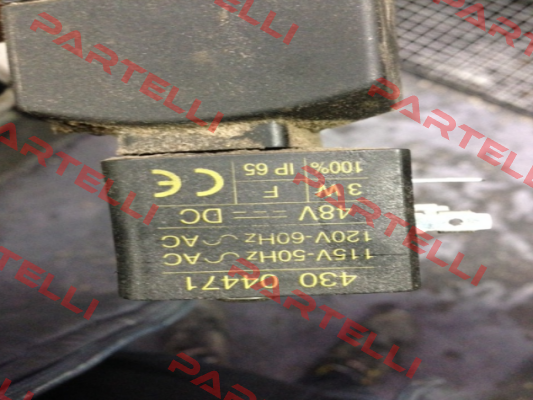 430 04471
115V-50Hz ~ AC
120V-60Hz ~ AC
48V ⎓ DC
3 W F CE
100% IP 65
PARTELLI
PARTELLI
PARTELLI
PARTELLI
PARTELLI